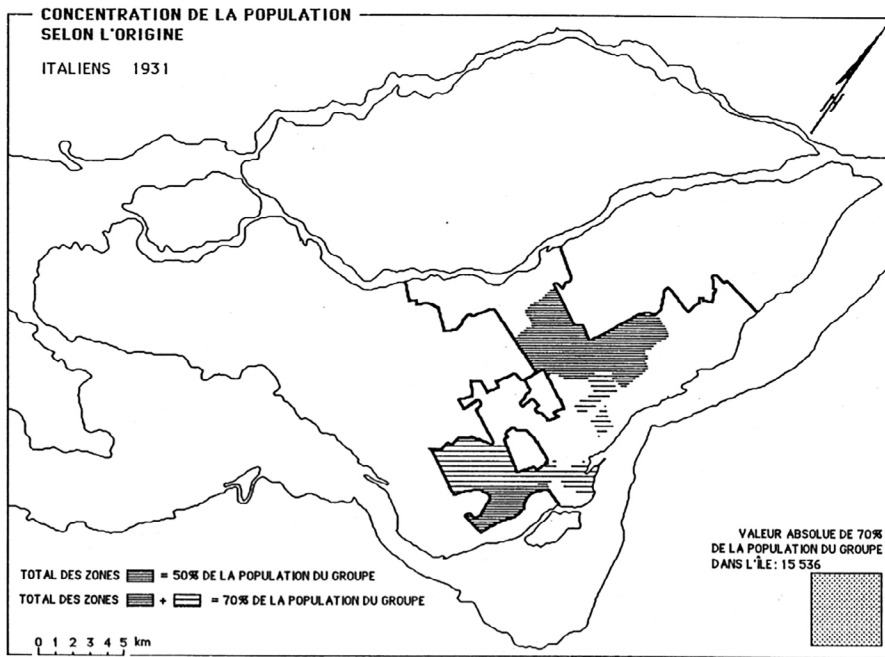 CONCENTRATION DE LA POPULATION
SELON L'ORIGINE
ITALIENS 1931
N
VALEUR ABSOLUE DE 70%
DE LA POPULATION DU GROUPE
DANS L'ÎLE: 15 536
TOTAL DES ZONES = 50% DE LA POPULATION DU GROUPE
TOTAL DES ZONES + = 70% DE LA POPULATION DU GROUPE
0 1 2 3 4 5 km